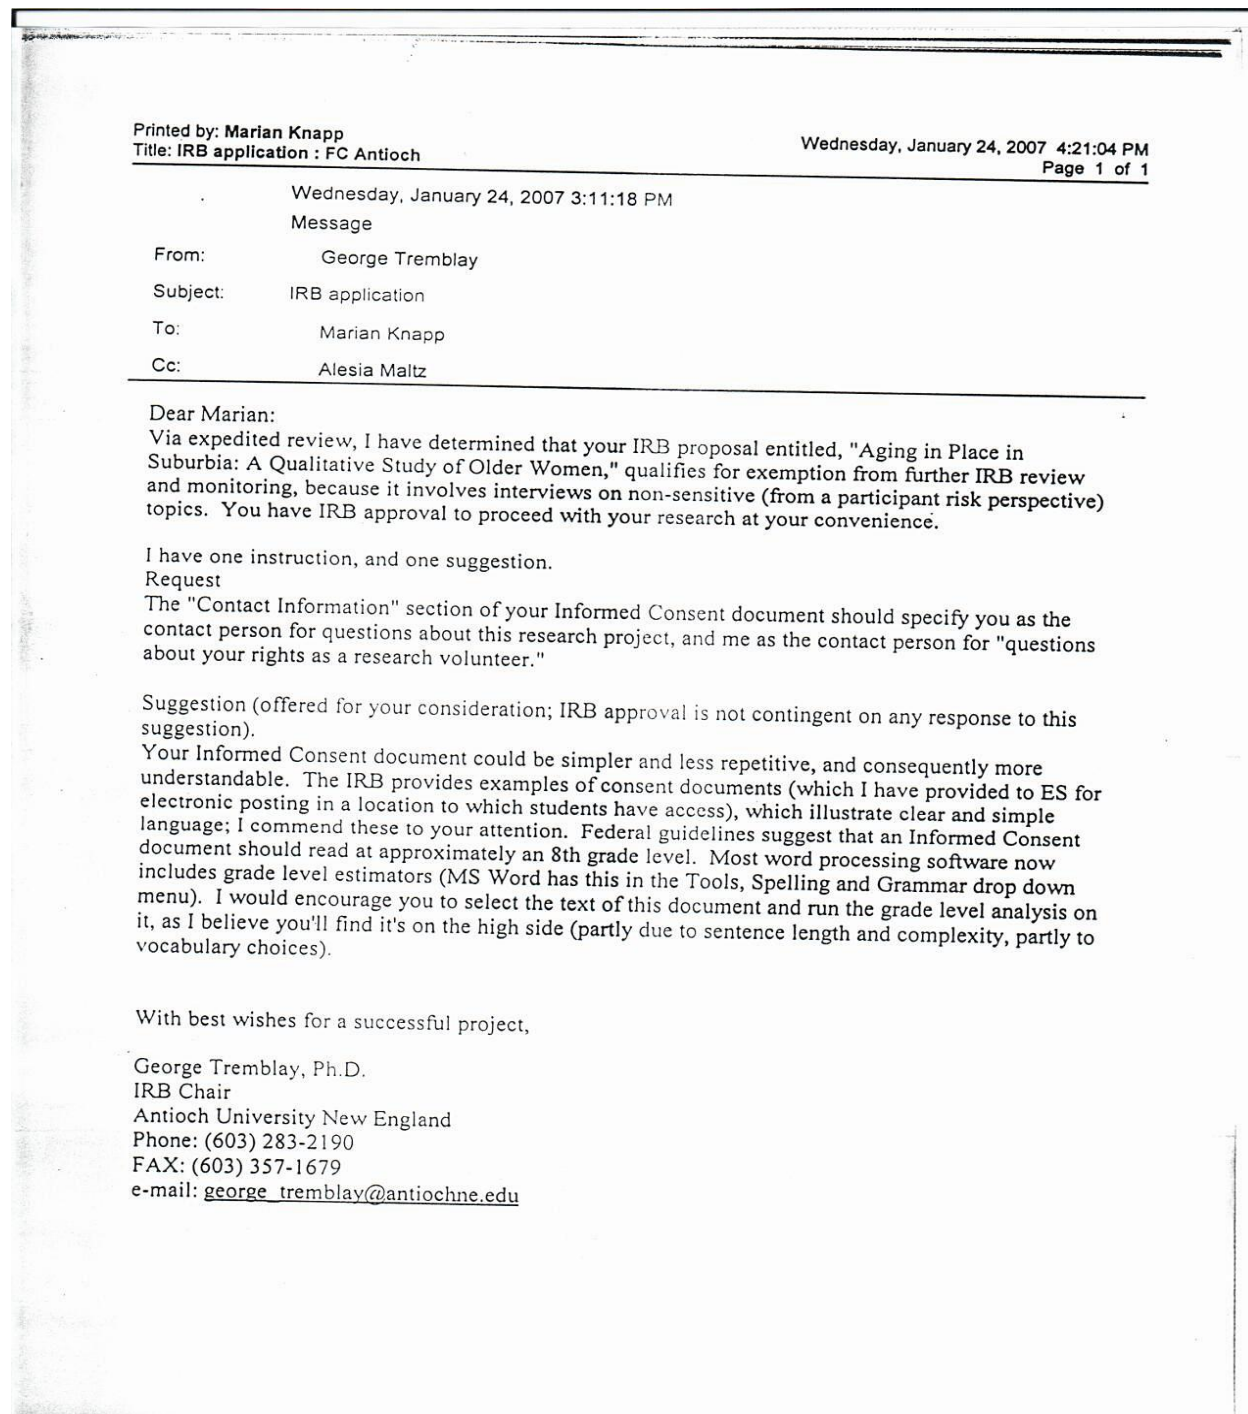 Printed by: Marian Knapp
Title: IRB application : FC Antioch
Wednesday, January 24, 2007 4:21:04 PM
Page 1 of 1
Wednesday, January 24, 2007 3:11:18 PM
Message
From: George Tremblay
Subject: IRB application
To: Marian Knapp
Cc: Alesia Maltz
Dear Marian:
Via expedited review, I have determined that your IRB proposal entitled, "Aging in Place in
Suburbia: A Qualitative Study of Older Women," qualifies for exemption from further IRB review
and monitoring, because it involves interviews on non-sensitive (from a participant risk perspective)
topics. You have IRB approval to proceed with your research at your convenience.
I have one instruction, and one suggestion.
Request
The "Contact Information" section of your Informed Consent document should specify you as the
contact person for questions about this research project, and me as the contact person for "questions
about your rights as a research volunteer."
Suggestion (offered for your consideration; IRB approval is not contingent on any response to this
suggestion).
Your Informed Consent document could be simpler and less repetitive, and consequently more
understandable. The IRB provides examples of consent documents (which I have provided to ES for
electronic posting in a location to which students have access), which illustrate clear and simple
language; I commend these to your attention. Federal guidelines suggest that an Informed Consent
document should read at approximately an 8th grade level. Most word processing software now
includes grade level estimators (MS Word has this in the Tools, Spelling and Grammar drop down
menu). I would encourage you to select the text of this document and run the grade level analysis on
it, as I believe you'll find it's on the high side (partly due to sentence length and complexity, partly to
vocabulary choices).
With best wishes for a successful project,
George Tremblay, Ph.D.
IRB Chair
Antioch University New England
Phone: (603) 283-2190
FAX: (603) 357-1679
e-mail: george_tremblay@antiochne.edu